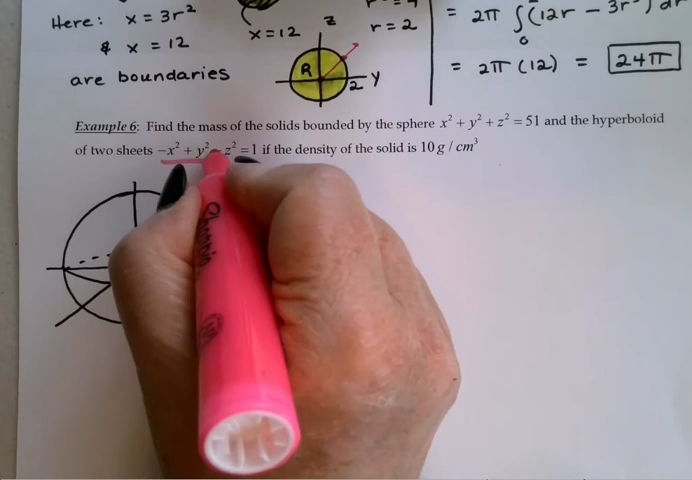 Here: x = 3r²
& x = 12
are boundaries
x=12
z
R
2
Y
r = 2
= 2π ∫ (12r − 3r
0
= 2π (12) = 24π
Example 6: Find the mass of the solids bounded by the sphere x² + y² + z² = 51 and the hyperboloid
of two sheets −x² + y² − z² = 1 if the density of the solid is 10 g / cm³